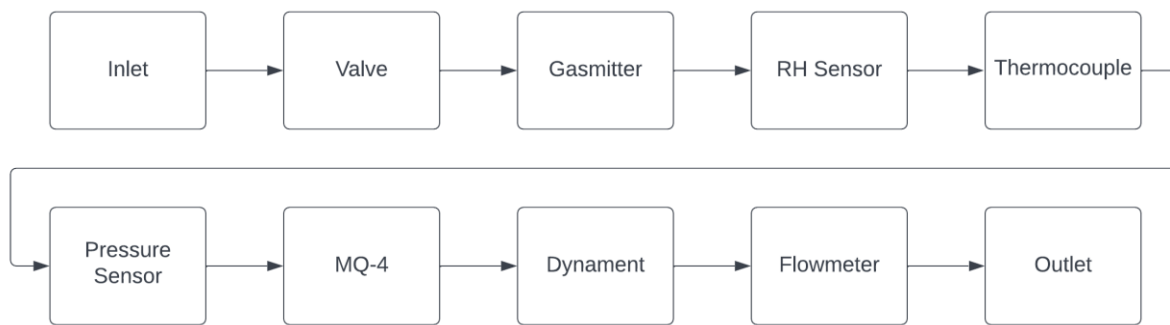 Inlet
Valve
Gasmitter
RH Sensor
Thermocouple
Pressure
Sensor
MQ-4
Dynament
Flowmeter
Outlet